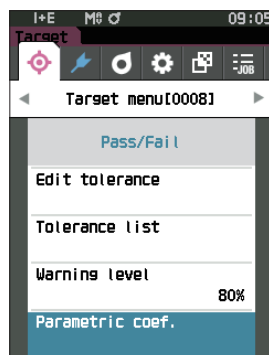 I+E M0 09:05
Target
-JOB
Target menu[0008]
Pass/Fail
Edit tolerance
Tolerance list
Warning level
80%
Parametric coef.